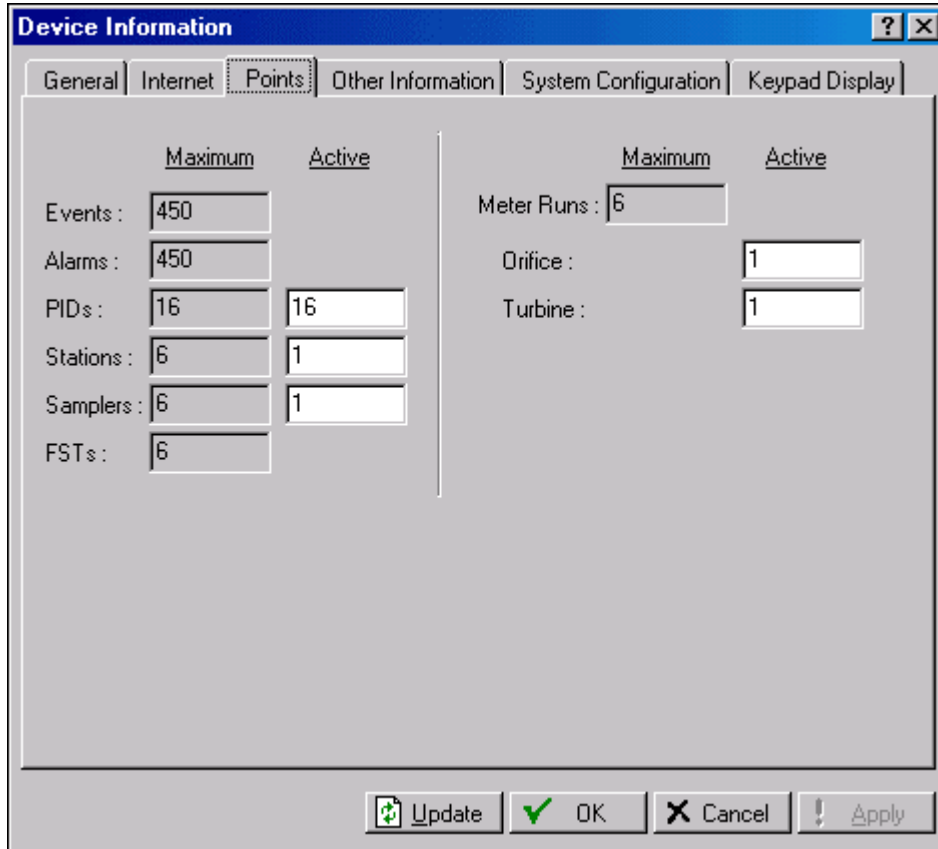 Device Information
General Internet Points Other Information System Configuration Keypad Display
Maximum Active
Events : 450
Alarms : 450
PIDs : 16 16
Stations : 6 1
Samplers : 6 1
FSTs : 6
Maximum Active
Meter Runs : 6
Orifice : 1
Turbine : 1
Update OK Cancel Apply